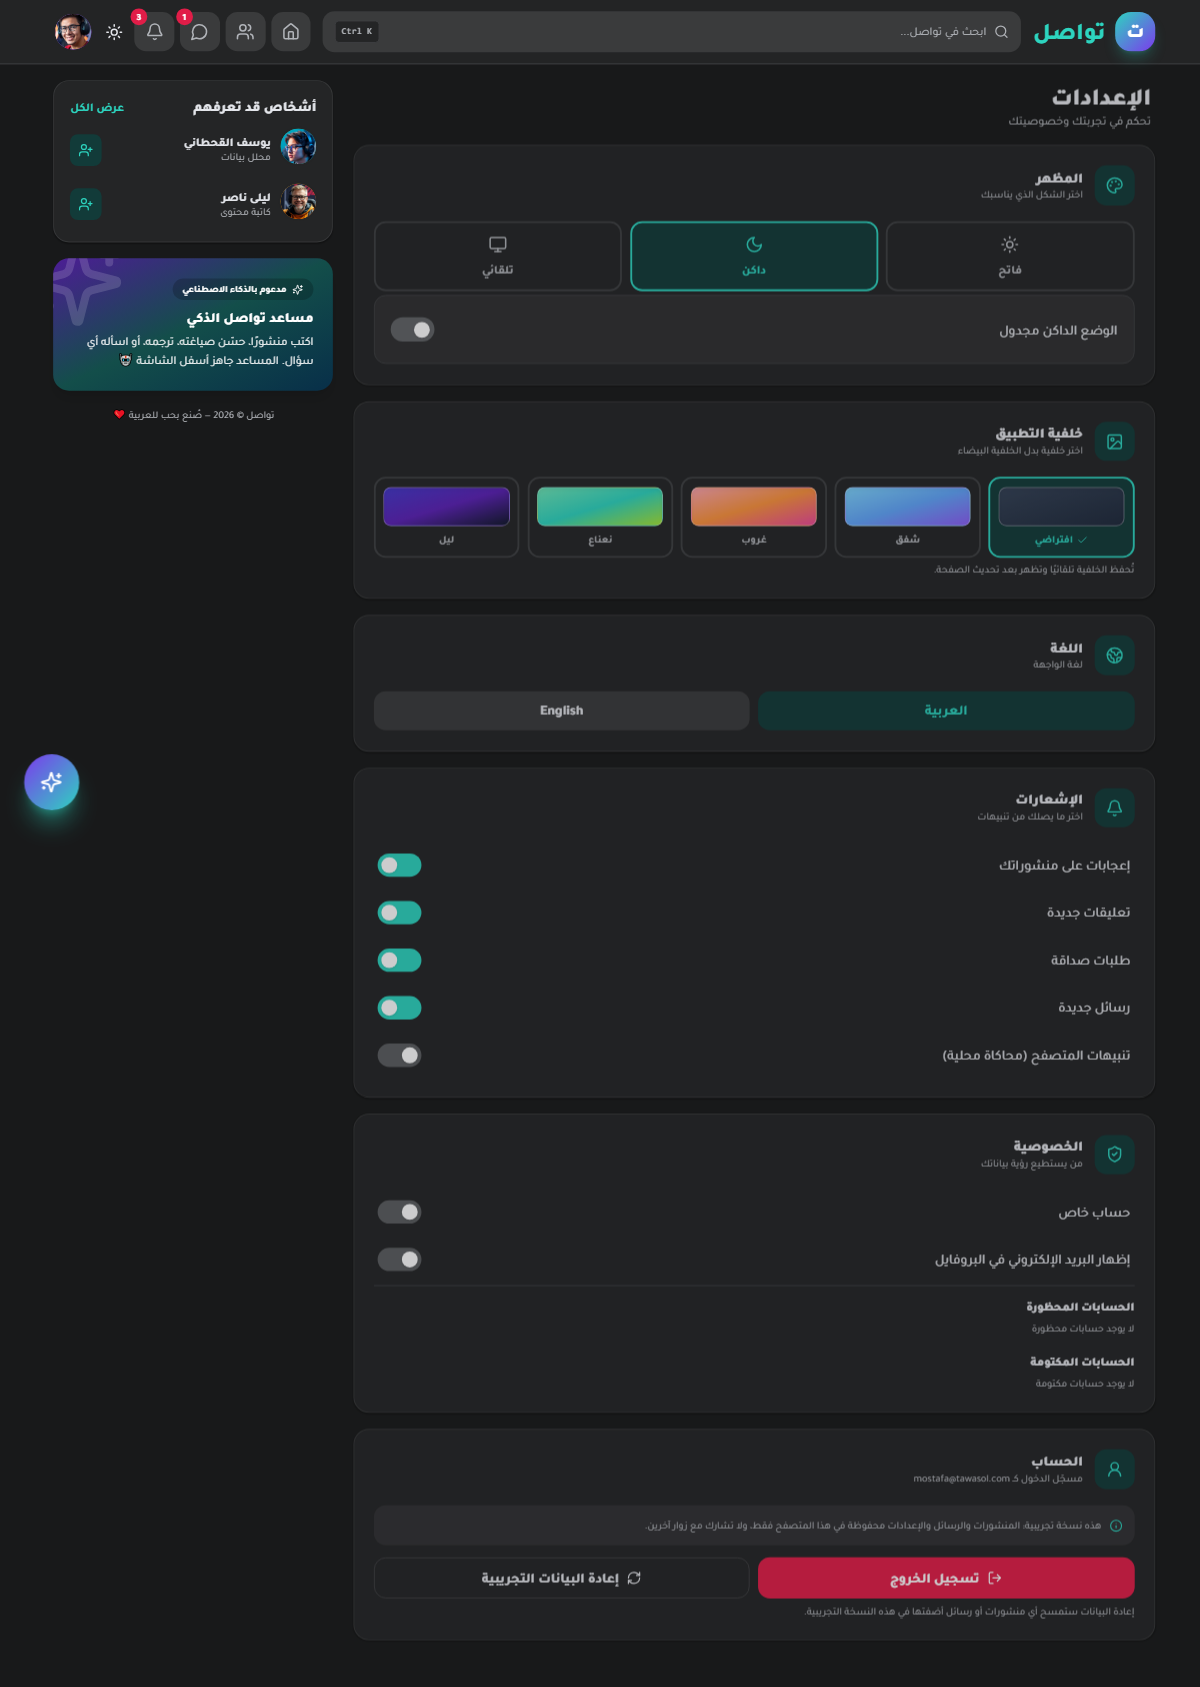 ت
تواصل
ابحث في تواصل...
Ctrl K
1
3
الإعدادات
تحكم في تجربتك وخصوصيتك
المظهر
اختر الشكل الذي يناسبك
فاتح
داكن
تلقائي
الوضع الداكن مجدول
خلفية التطبيق
اختر خلفية بدل الخلفية البيضاء
افتراضي
شفق
غروب
نعناع
ليل
تُحفظ الخلفية تلقائيًا وتظهر بعد تحديث الصفحة.
اللغة
لغة الواجهة
العربية
English
الإشعارات
اختر ما يصلك من تنبيهات
إعجابات على منشوراتك
تعليقات جديدة
طلبات صداقة
رسائل جديدة
تنبيهات المتصفح (محاكاة محلية)
الخصوصية
من يستطيع رؤية بياناتك
حساب خاص
إظهار البريد الإلكتروني في البروفايل
الحسابات المحظورة
لا يوجد حسابات محظورة
الحسابات المكتومة
لا يوجد حسابات مكتومة
الحساب
مسجّل الدخول كـ mostafa@tawasol.com
هذه نسخة تجريبية: المنشورات والرسائل والإعدادات محفوظة في هذا المتصفح فقط، ولا تشارك مع زوار آخرين.
تسجيل الخروج
إعادة البيانات التجريبية
إعادة البيانات ستمسح أي منشورات أو رسائل أضفتها في هذه النسخة التجريبية.
أشخاص قد تعرفهم
عرض الكل
يوسف القحطاني
محلل بيانات
ليلى ناصر
كاتبة محتوى
مدعوم بالذكاء الاصطناعي
مساعد تواصل الذكي
اكتب منشورًا، حسّن صياغته، ترجمه، أو اسأله أي
سؤال. المساعد جاهز أسفل الشاشة
تواصل © 2026 — صُنع بحب للعربية